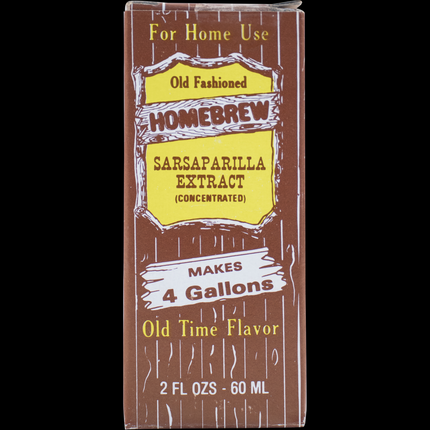 For Home Use
Old Fashioned
HOMEBREW
SARSAPARILLA
EXTRACT
(CONCENTRATED)
MAKES
4 Gallons
Old Time Flavor
2 FL OZS - 60 ML